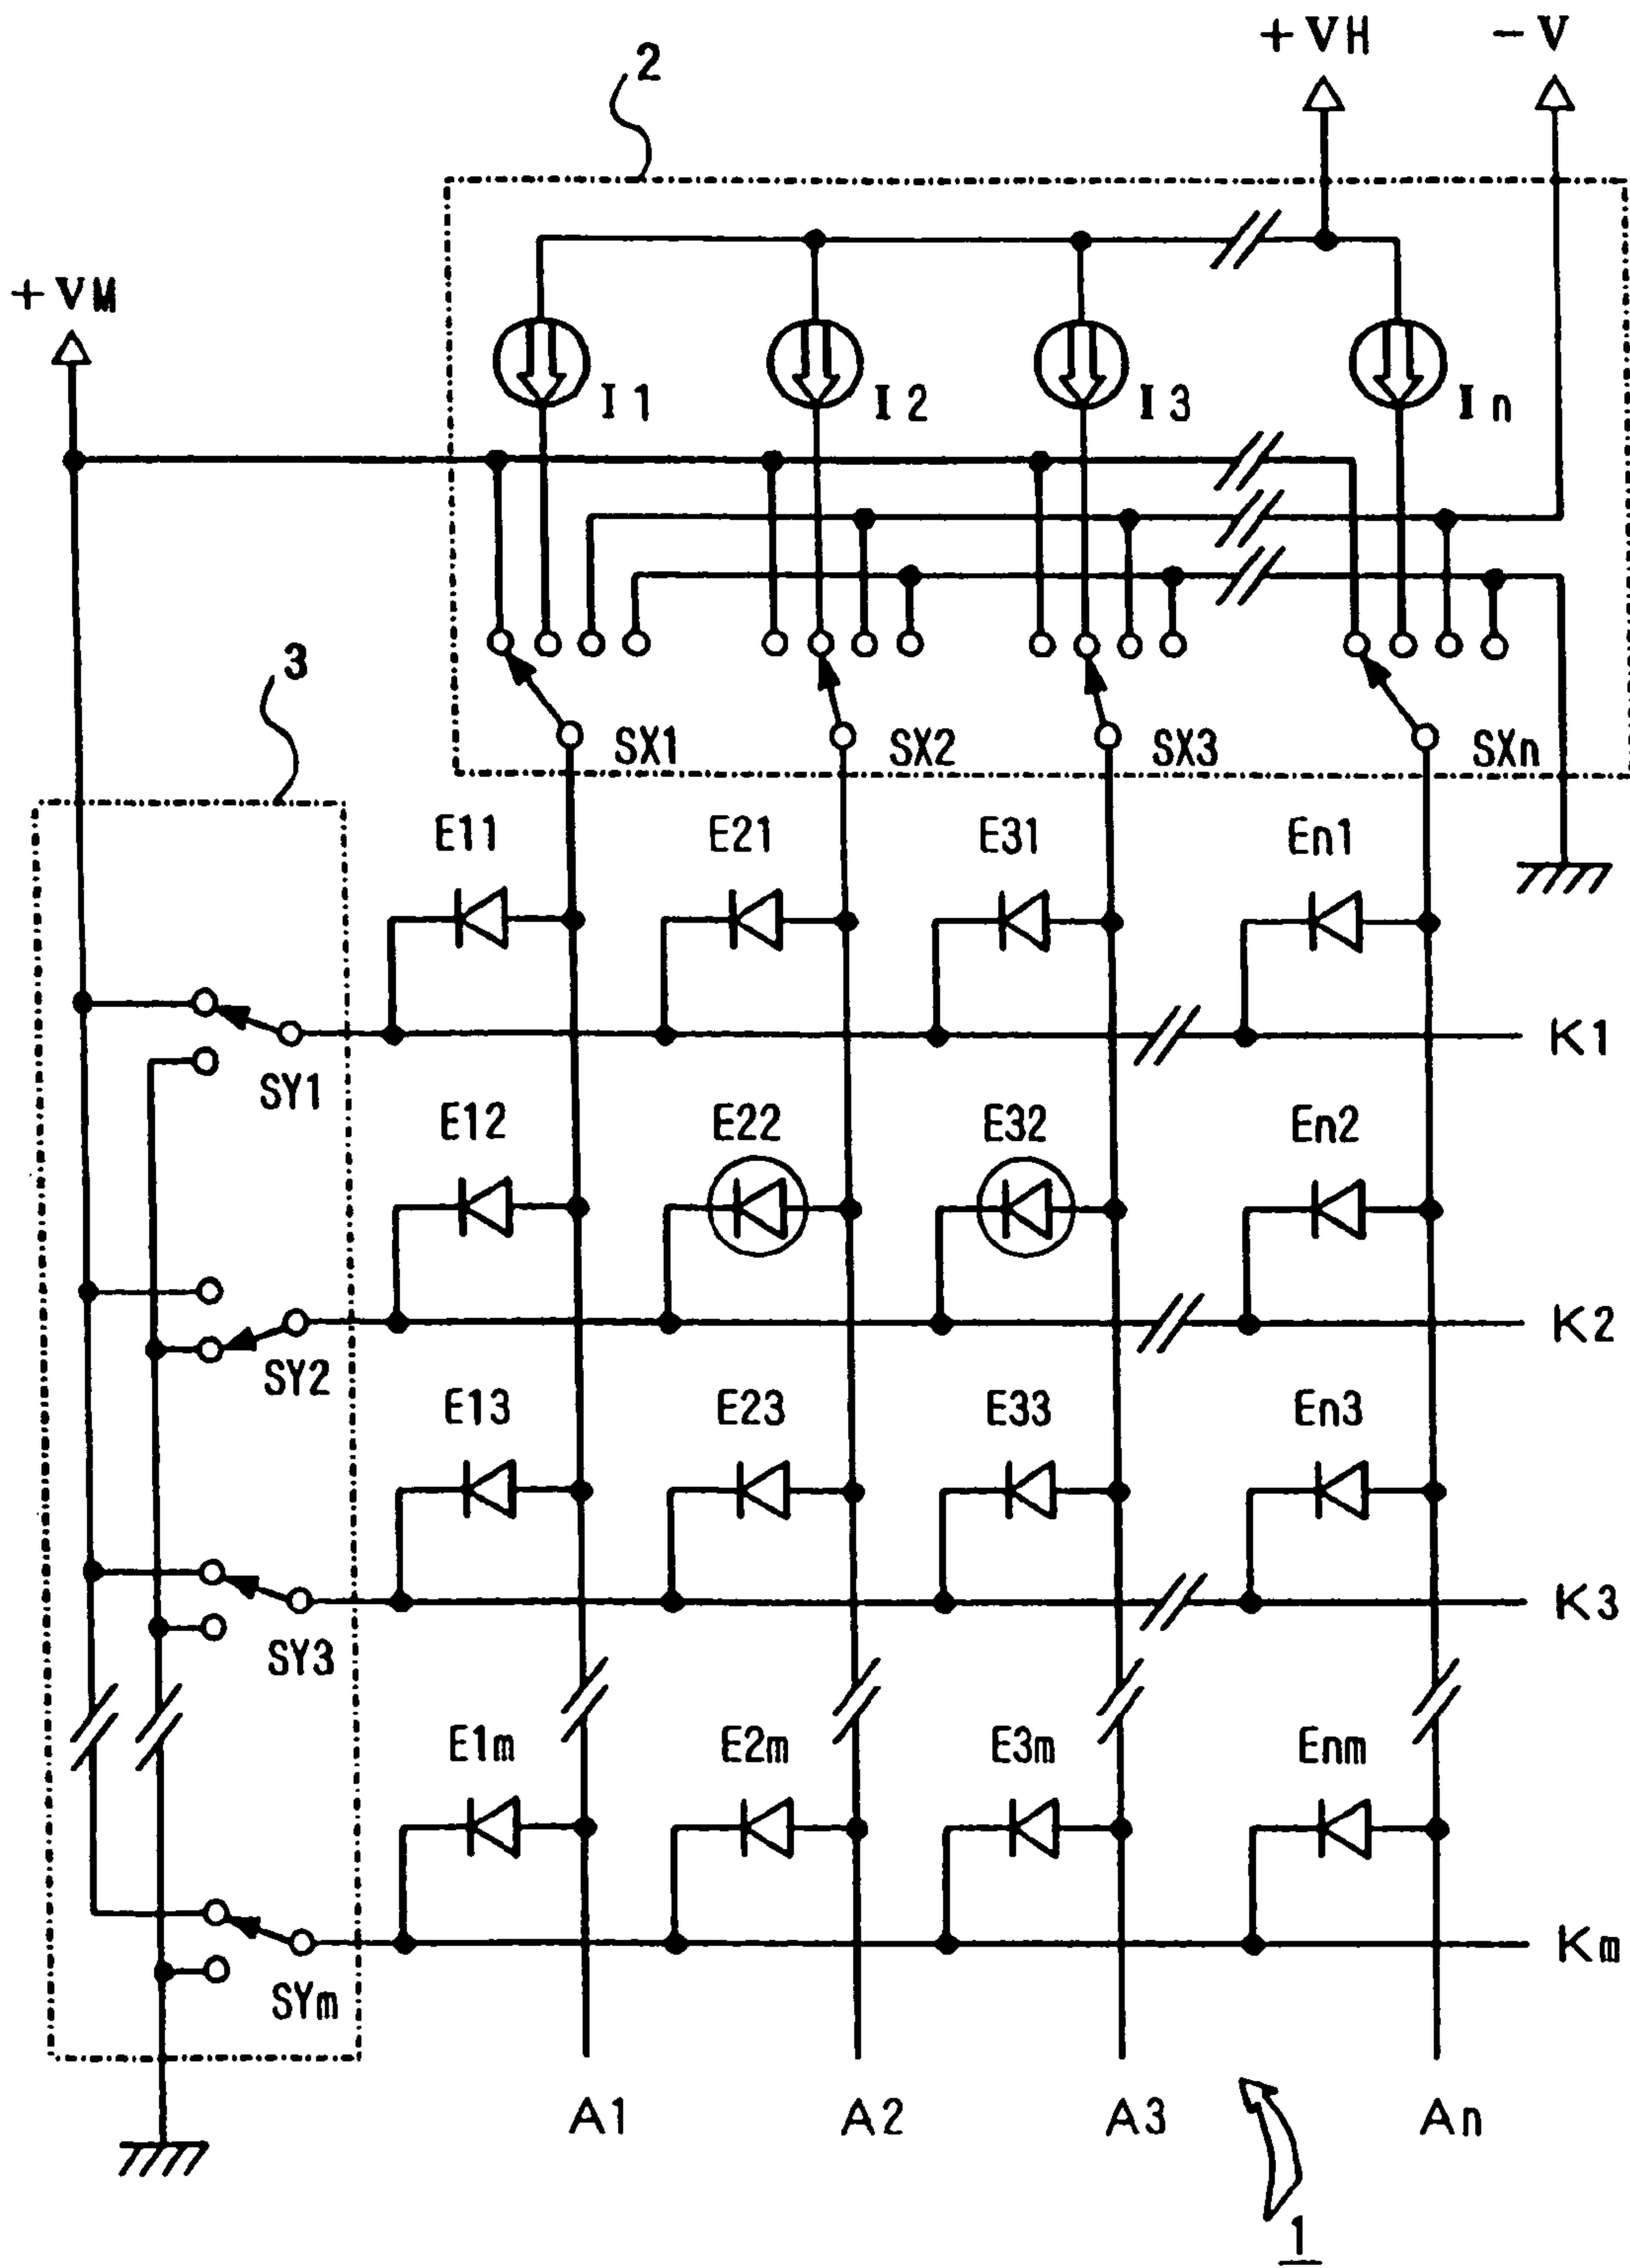 +VH -V
2
+VM
I1 I2 I3 In
3
SX1 SX2 SX3 SXn
E11 E21 E31 En1
K1
SY1
E12 E22 E32 En2
K2
SY2
E13 E23 E33 En3
K3
SY3
E1m E2m E3m Enm
Km
SYm
A1 A2 A3 An
1